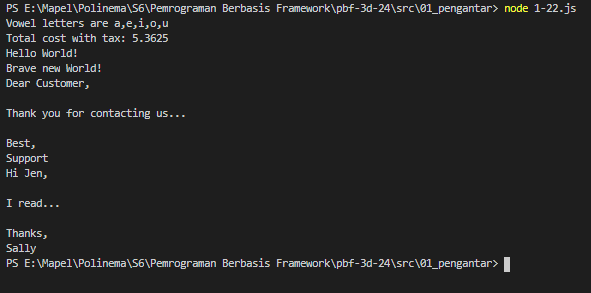 PS E:\Mapel\Polinema\S6\Pemrograman Berbasis Framework\pbf-3d-24\src\01_pengantar> node 1-22.js
Vowel letters are a,e,i,o,u
Total cost with tax: 5.3625
Hello World!
Brave new World!
Dear Customer,
Thank you for contacting us...
Best,
Support
Hi Jen,
I read...
Thanks,
Sally
PS E:\Mapel\Polinema\S6\Pemrograman Berbasis Framework\pbf-3d-24\src\01_pengantar>